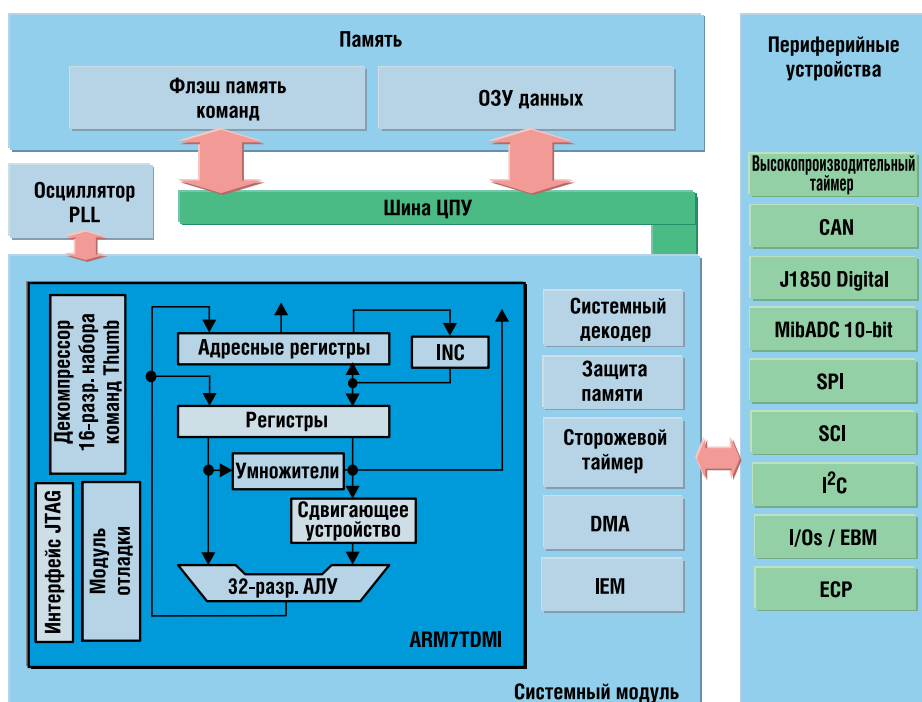 Память
Флэш память
команд
ОЗУ данных
Периферийные
устройства
Осциллятор
PLL
Шина ЦПУ
Высокопроизводительный
таймер
CAN
J1850 Digital
MibADC 10-bit
SPI
SCI
I²C
I/Os / EBM
ECP
Декомпрессор
16-разр. набора
команд Thumb
Интерфейс JTAG
Модуль
отладки
Адресные регистры
INC
Регистры
Умножители
Сдвигающее
устройство
32-разр. АЛУ
ARM7TDMI
Системный
декодер
Защита
памяти
Сторожевой
таймер
DMA
IEM
Системный модуль